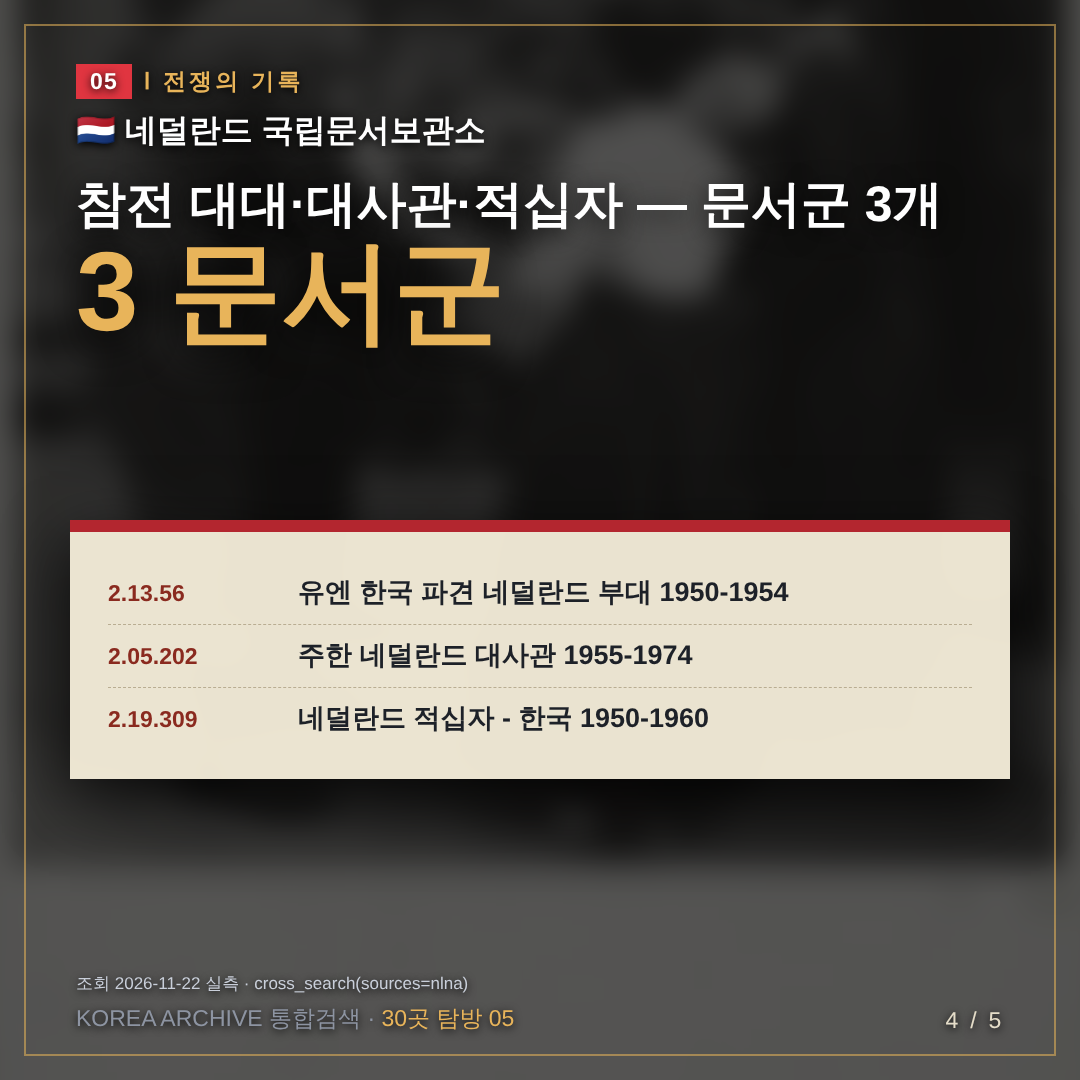 05 | 전쟁의 기록
🇳🇱 네덜란드 국립문서보관소
참전 대대·대사관·적십자 — 문서군 3개
3 문서군
2.13.56 유엔 한국 파견 네덜란드 부대 1950-1954
2.05.202 주한 네덜란드 대사관 1955-1974
2.19.309 네덜란드 적십자 - 한국 1950-1960
조회 2026-11-22 실측 · cross_search(sources=nlna)
KOREA ARCHIVE 통합검색 · 30곳 탐방 05
4 / 5